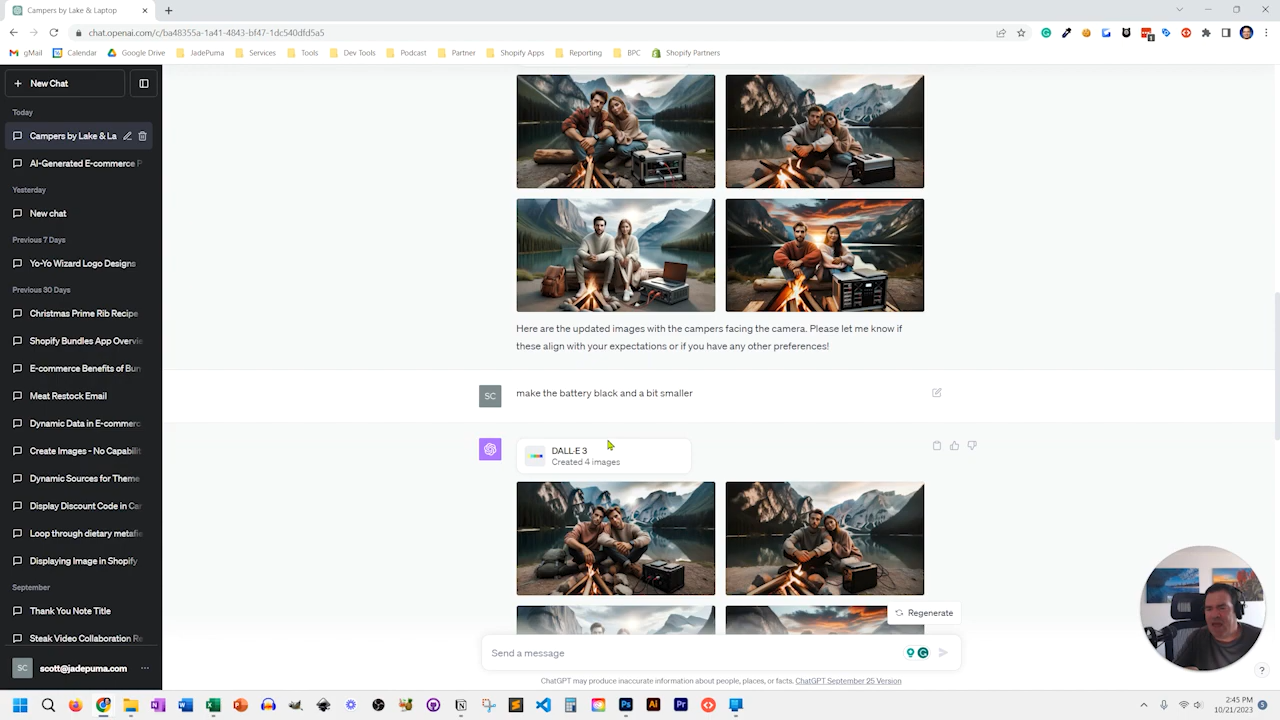 Campers by Lake & Laptop
chat.openai.com/c/ba48355a-1a41-4843-bf47-1dc540dfd5a5
gMail
Calendar
Google Drive
JadePuma
Services
Tools
Dev Tools
Podcast
Partner
Shopify Apps
Reporting
BPC
Shopify Partners
New Chat
Today
Campers by Lake & La
AI-Generated E-commerce P
Yesterday
New chat
Previous 7 Days
Yo-Yo Wizard Logo Designs
Previous 30 Days
Christmas Prime Rib Recipe
Shopify Bundles App Overvie
E-commerce Benefits of Bun
Meat Restock Email
Dynamic Data in E-commerc
Create Images - No Capabilit
Dynamic Sources for Theme
Display Discount Code in Car
Loop through dietary metafie
Displaying Image in Shopify
September
Thank You Note Title
Steak Video Collaboration Re
SC
scott@jadepuma.com
Here are the updated images with the campers facing the camera. Please let me know if
these align with your expectations or if you have any other preferences!
SC
make the battery black and a bit smaller
DALL·E 3
Created 4 images
Regenerate
Send a message
ChatGPT may produce inaccurate information about people, places, or facts. ChatGPT September 25 Version
2:45 PM
10/21/2023